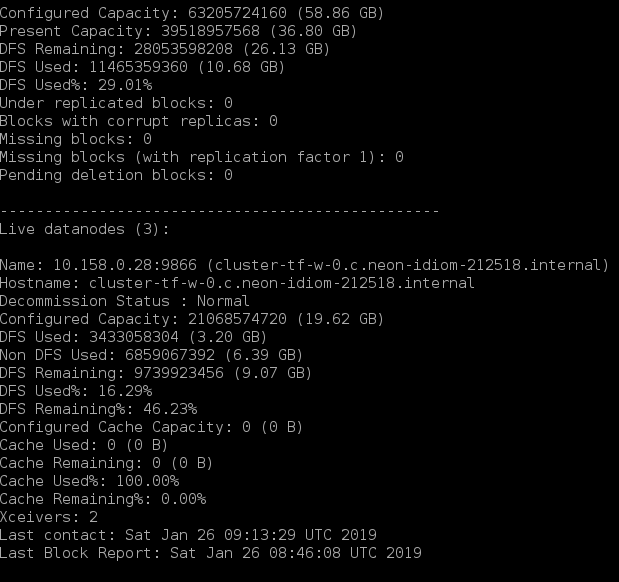 Configured Capacity: 63205724160 (58.86 GB)
Present Capacity: 39518957568 (36.80 GB)
DFS Remaining: 28053598208 (26.13 GB)
DFS Used: 11465359360 (10.68 GB)
DFS Used%: 29.01%
Under replicated blocks: 0
Blocks with corrupt replicas: 0
Missing blocks: 0
Missing blocks (with replication factor 1): 0
Pending deletion blocks: 0
-------------------------------------------------
Live datanodes (3):
Name: 10.158.0.28:9866 (cluster-tf-w-0.c.neon-idiom-212518.internal)
Hostname: cluster-tf-w-0.c.neon-idiom-212518.internal
Decommission Status : Normal
Configured Capacity: 21068574720 (19.62 GB)
DFS Used: 3433058304 (3.20 GB)
Non DFS Used: 6859067392 (6.39 GB)
DFS Remaining: 9739923456 (9.07 GB)
DFS Used%: 16.29%
DFS Remaining%: 46.23%
Configured Cache Capacity: 0 (0 B)
Cache Used: 0 (0 B)
Cache Remaining: 0 (0 B)
Cache Used%: 100.00%
Cache Remaining%: 0.00%
Xceivers: 2
Last contact: Sat Jan 26 09:13:29 UTC 2019
Last Block Report: Sat Jan 26 08:46:08 UTC 2019